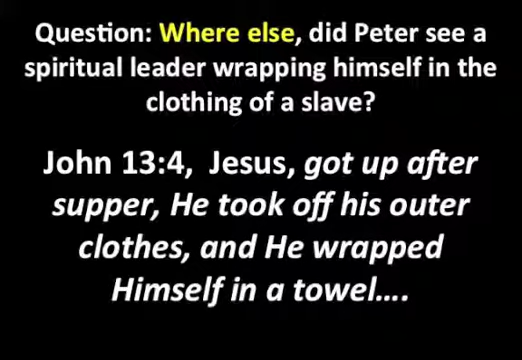 Question: Where else, did Peter see a
spiritual leader wrapping himself in the
clothing of a slave?
John 13:4, Jesus, got up after
supper, He took off his outer
clothes, and He wrapped
Himself in a towel....